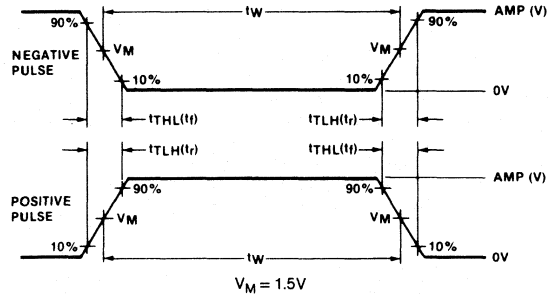 90% tW 90% AMP (V)
NEGATIVE PULSE VM VM
10% 10%
0V
tTHL(tf) tTLH(tr)
tTLH(tr) tTHL(tf)
AMP (V)
90% 90%
POSITIVE PULSE VM VM
10% 10%
tW 0V
VM = 1.5V